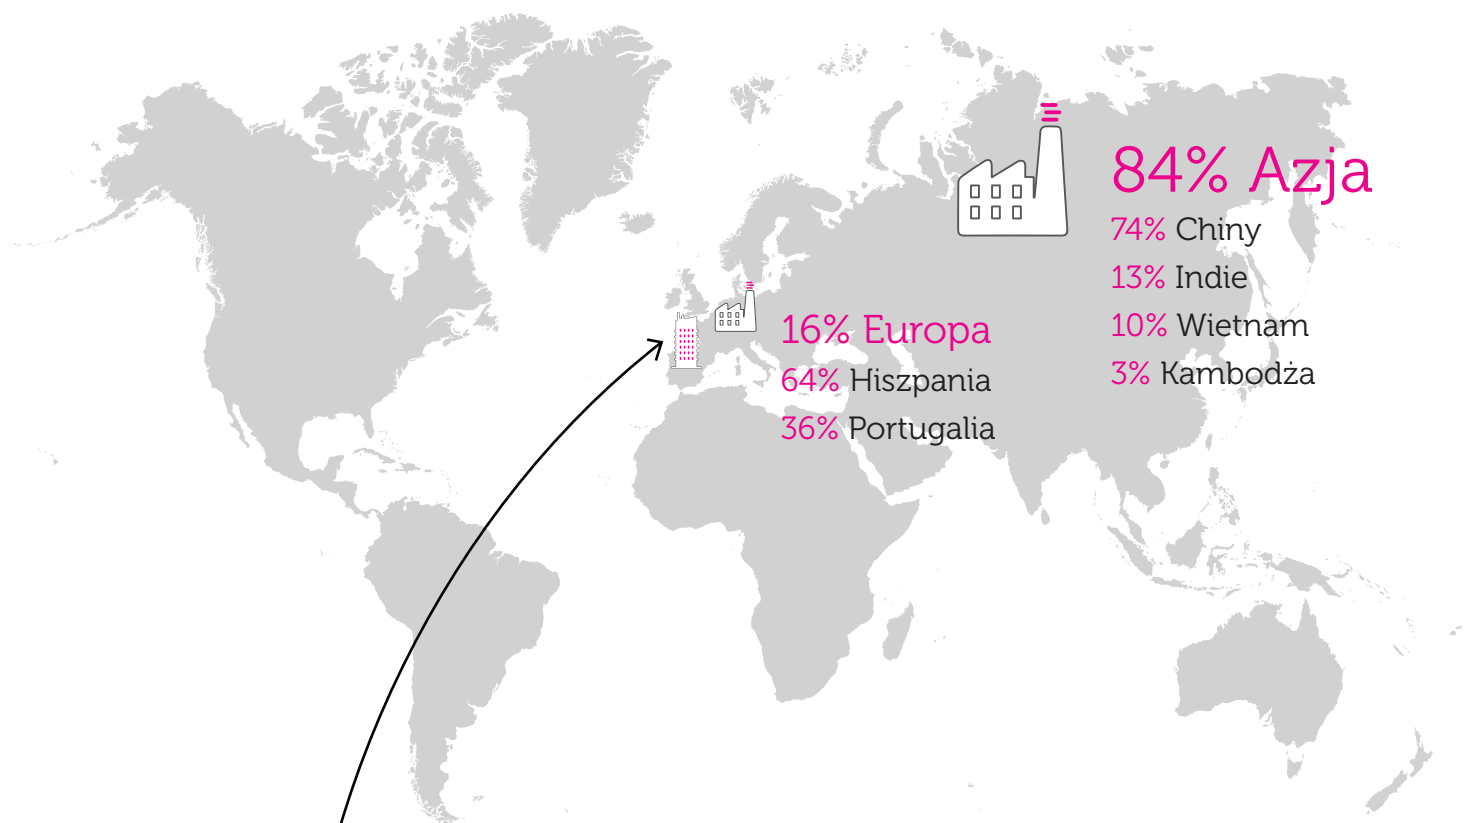 84% Azja
74% Chiny
13% Indie
10% Wietnam
3% Kambodża
16% Europa
64% Hiszpania
36% Portugalia